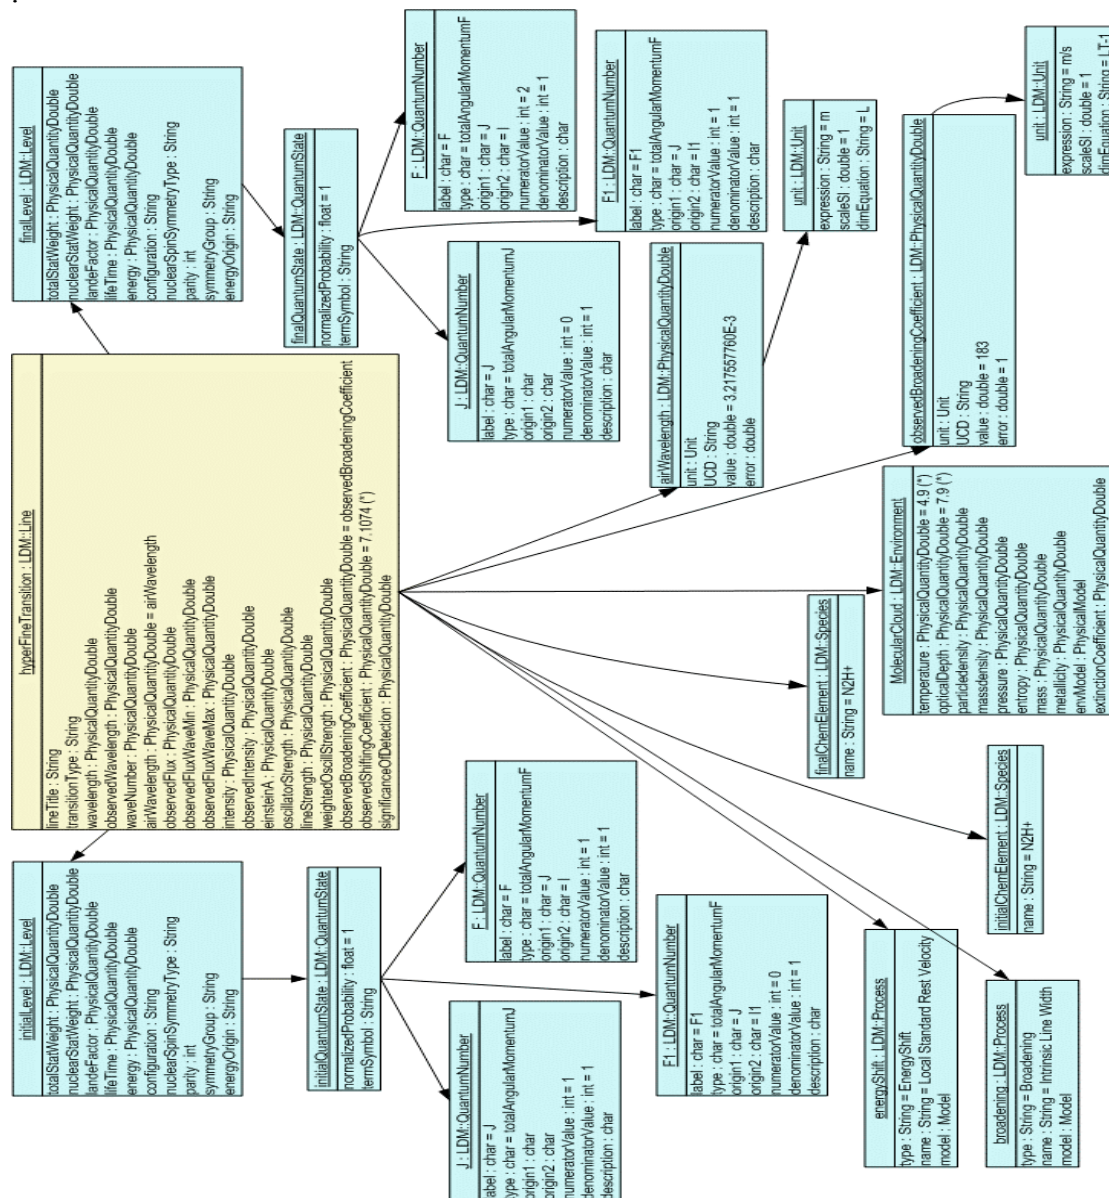 initialLevel : LDM::Level
totalStatWeight : PhysicalQuantityDouble
nuclearStatWeight : PhysicalQuantityDouble
landeFactor : PhysicalQuantityDouble
lifeTime : PhysicalQuantityDouble
energy : PhysicalQuantityDouble
configuration : String
nuclearSpinSymmetryType : String
parity : int
symmetryGroup : String
energyOrigin : String
hyperFineTransition : LDM::Line
lineTitle : String
transitionType : String
wavelength : PhysicalQuantityDouble
observedWavelength : PhysicalQuantityDouble
waveNumber : PhysicalQuantityDouble
airWavelength : PhysicalQuantityDouble = airWavelength
observedFlux : PhysicalQuantityDouble
observedFluxWaveMin : PhysicalQuantityDouble
observedFluxWaveMax : PhysicalQuantityDouble
intensity : PhysicalQuantityDouble
observedIntensity : PhysicalQuantityDouble
einsteinA : PhysicalQuantityDouble
oscillatorStrength : PhysicalQuantityDouble
lineStrength : PhysicalQuantityDouble
weightedOscilStrength : PhysicalQuantityDouble
observedBroadeningCoefficient : PhysicalQuantityDouble = observedBroadeningCoefficient
observedShiftingCoefficient : PhysicalQuantityDouble = 7.1074 (*)
significanceOfDetection : PhysicalQuantityDouble
finalLevel : LDM::Level
totalStatWeight : PhysicalQuantityDouble
nuclearStatWeight : PhysicalQuantityDouble
landeFactor : PhysicalQuantityDouble
lifeTime : PhysicalQuantityDouble
energy : PhysicalQuantityDouble
configuration : String
nuclearSpinSymmetryType : String
parity : int
symmetryGroup : String
energyOrigin : String
initialQuantumState : LDM::QuantumState
normalizedProbability : float = 1
termSymbol : String
finalQuantumState : LDM::QuantumState
normalizedProbability : float = 1
termSymbol : String
J : LDM::QuantumNumber
label : char = J
type : char = totalAngularMomentumJ
origin1 : char
origin2 : char
numeratorValue : int = 1
denominatorValue : int = 1
description : char
F : LDM::QuantumNumber
label : char = F
type : char = totalAngularMomentumF
origin1 : char = J
origin2 : char = I
numeratorValue : int = 1
denominatorValue : int = 1
description : char
J : LDM::QuantumNumber
label : char = J
type : char = totalAngularMomentumJ
origin1 : char
origin2 : char
numeratorValue : int = 0
denominatorValue : int = 1
description : char
F : LDM::QuantumNumber
label : char = F
type : char = totalAngularMomentumF
origin1 : char = J
origin2 : char = I
numeratorValue : int = 2
denominatorValue : int = 1
description : char
F1 : LDM::QuantumNumber
label : char = F1
type : char = totalAngularMomentumF
origin1 : char = J
origin2 : char = I1
numeratorValue : int = 0
denominatorValue : int = 1
description : char
F1 : LDM::QuantumNumber
label : char = F1
type : char = totalAngularMomentumF
origin1 : char = J
origin2 : char = I1
numeratorValue : int = 1
denominatorValue : int = 1
description : char
airWavelength : LDM::PhysicalQuantityDouble
unit : Unit
UCD : String
value : double = 3.217557760E-3
error : double
unit : LDM::Unit
expression : String = m
scaleSI : double = 1
dimEquation : String = L
energyShift : LDM::Process
type : String = EnergyShift
name : String = Local Standard Rest Velocity
model : Model
finalChemElement : LDM::Species
name : String = N2H+
broadening : LDM::Process
type : String = Broadening
name : String = Intrinsic Line Width
model : Model
initialChemElement : LDM::Species
name : String = N2H+
MolecularCloud : LDM::Environment
temperature : PhysicalQuantityDouble = 4.9 (*)
opticalDepth : PhysicalQuantityDouble = 7.9 (*)
particledensity : PhysicalQuantityDouble
massdensity : PhysicalQuantityDouble
pressure : PhysicalQuantityDouble
entropy : PhysicalQuantityDouble
mass : PhysicalQuantityDouble
metallicity : PhysicalQuantityDouble
envModel : PhysicalModel
extinctionCoefficient : PhysicalQuantityDouble
observedBroadeningCoefficient : LDM::PhysicalQuantityDouble
unit : Unit
UCD : String
value : double = 183
error : double = 1
unit : LDM::Unit
expression : String = m/s
scaleSI : double = 1
dimEquation : String = LT-1